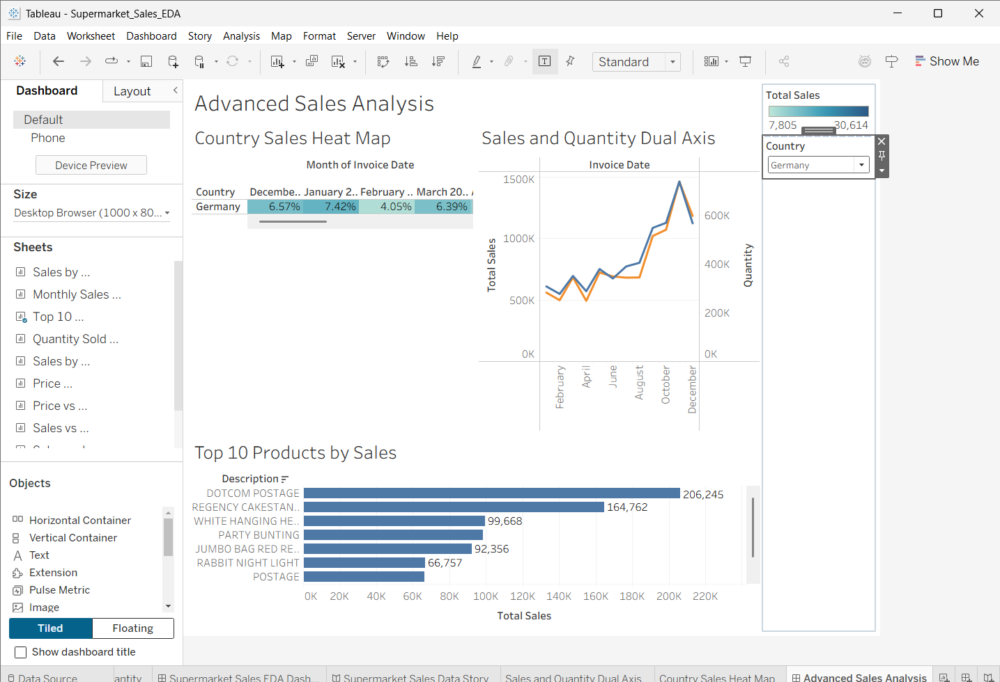 Tableau - Supermarket_Sales_EDA
File Data Worksheet Dashboard Story Analysis Map Format Server Window Help
Standard
Show Me
Dashboard
Layout
Default
Phone
Device Preview
Size
Desktop Browser (1000 x 80...
Sheets
Sales by ...
Monthly Sales ...
Top 10 ...
Quantity Sold ...
Sales by ...
Price ...
Price vs ...
Sales vs ...
Objects
Horizontal Container
Vertical Container
Text
Extension
Pulse Metric
Image
Tiled
Floating
Show dashboard title
Advanced Sales Analysis
Country Sales Heat Map
Month of Invoice Date
Country Decembe.. January 2.. February .. March 20..
Germany 6.57% 7.42% 4.05% 6.39%
Sales and Quantity Dual Axis
Invoice Date
Total Sales
1500K
1000K
500K
0K
600K
400K
200K
0K
Quantity
February
April
June
August
October
December
Total Sales
7,805 30,614
Country
Germany
Top 10 Products by Sales
Description
DOTCOM POSTAGE 206,245
REGENCY CAKESTAN.. 164,762
WHITE HANGING HE.. 99,668
PARTY BUNTING
JUMBO BAG RED RE.. 92,356
RABBIT NIGHT LIGHT 66,757
POSTAGE
0K 20K 40K 60K 80K 100K 120K 140K 160K 180K 200K 220K
Total Sales
Data Source
antity
Supermarket Sales EDA Dash...
Supermarket Sales Data Story
Sales and Quantity Dual Axis
Country Sales Heat Map
Advanced Sales Analysis